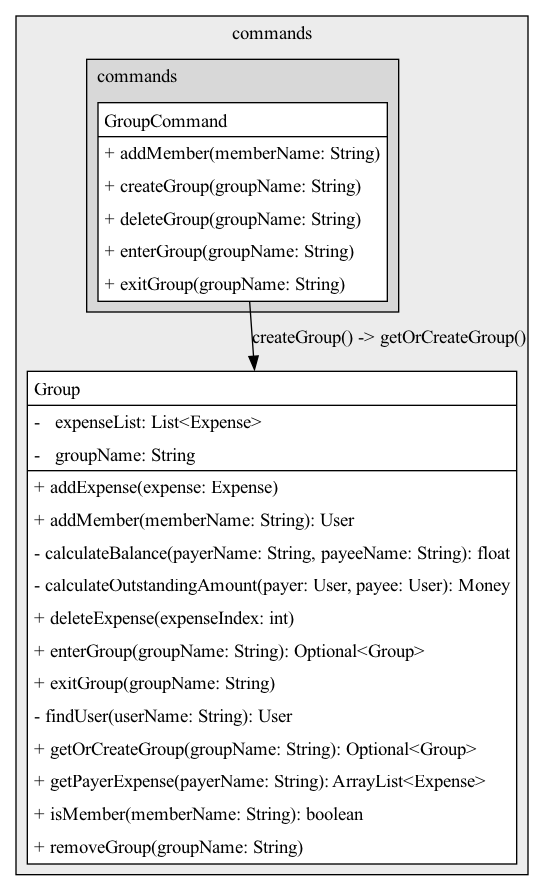 commands
commands
GroupCommand
+ addMember(memberName: String)
+ createGroup(groupName: String)
+ deleteGroup(groupName: String)
+ enterGroup(groupName: String)
+ exitGroup(groupName: String)
createGroup() -> getOrCreateGroup()
Group
- expenseList: List<Expense>
- groupName: String
+ addExpense(expense: Expense)
+ addMember(memberName: String): User
- calculateBalance(payerName: String, payeeName: String): float
- calculateOutstandingAmount(payer: User, payee: User): Money
+ deleteExpense(expenseIndex: int)
+ enterGroup(groupName: String): Optional<Group>
+ exitGroup(groupName: String)
- findUser(userName: String): User
+ getOrCreateGroup(groupName: String): Optional<Group>
+ getPayerExpense(payerName: String): ArrayList<Expense>
+ isMember(memberName: String): boolean
+ removeGroup(groupName: String)